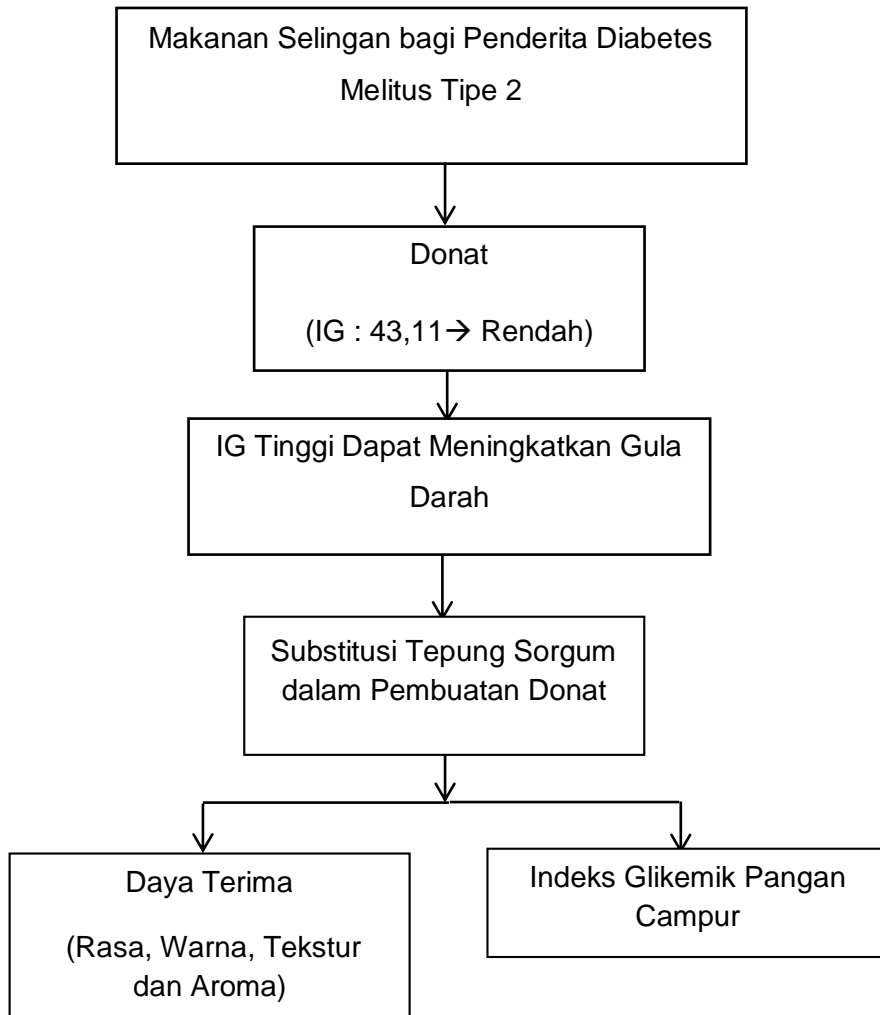 Makanan Selingan bagi Penderita Diabetes
Melitus Tipe 2
Donat
(IG : 43,11→ Rendah)
IG Tinggi Dapat Meningkatkan Gula
Darah
Substitusi Tepung Sorgum
dalam Pembuatan Donat
Daya Terima
(Rasa, Warna, Tekstur
dan Aroma)
Indeks Glikemik Pangan
Campur